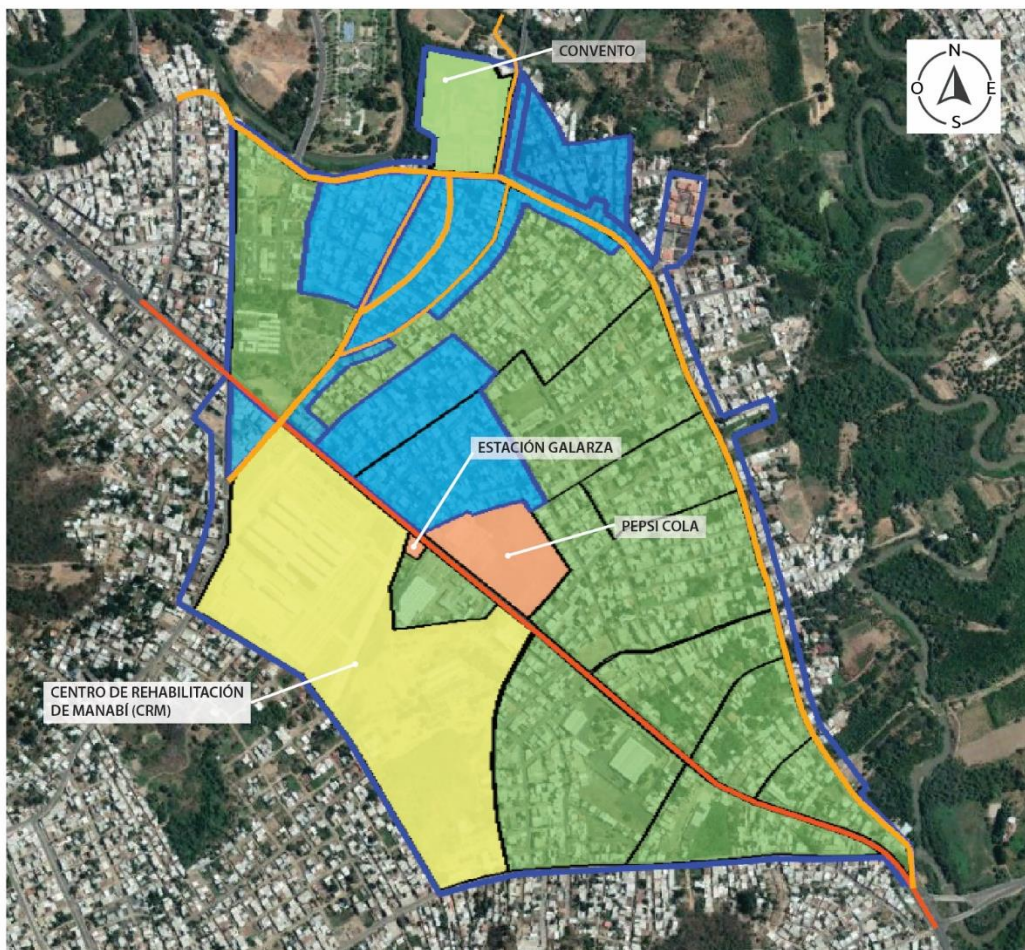 CONVENTO
N
O
E
S
ESTACIÓN GALARZA
PEPSI COLA
CENTRO DE REHABILITACIÓN
DE MANABÍ (CRM)